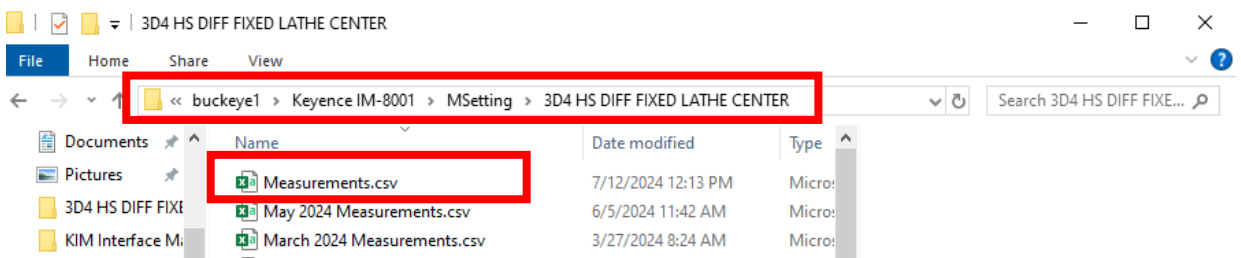 3D4 HS DIFF FIXED LATHE CENTER
File Home Share View
« buckeye1 > Keyence IM-8001 > MSetting > 3D4 HS DIFF FIXED LATHE CENTER Search 3D4 HS DIFF FIXE...
Documents Name Date modified Type
Pictures Measurements.csv 7/12/2024 12:13 PM Micros
3D4 HS DIFF FIXE May 2024 Measurements.csv 6/5/2024 11:42 AM Micros
KIM Interface Ma March 2024 Measurements.csv 3/27/2024 8:24 AM Micros